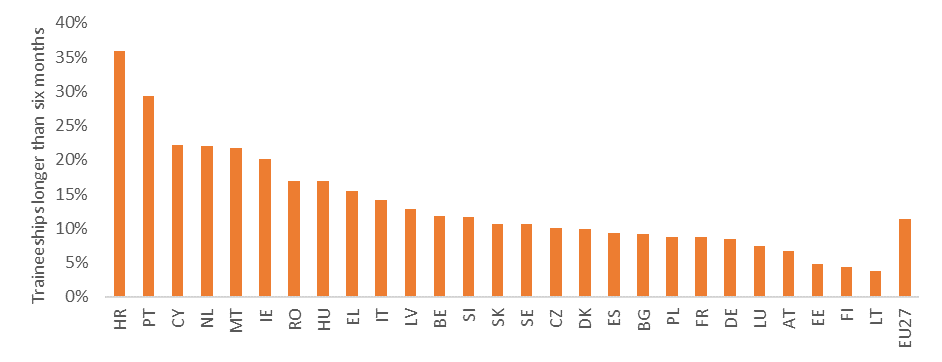 Traineeships longer than six months
40%
35%
30%
25%
20%
15%
10%
5%
0%
HR
PT
CY
NL
MT
IE
RO
HU
EL
IT
LV
BE
SI
SK
SE
CZ
DK
ES
BG
PL
FR
DE
LU
AT
EE
FI
LT
EU27